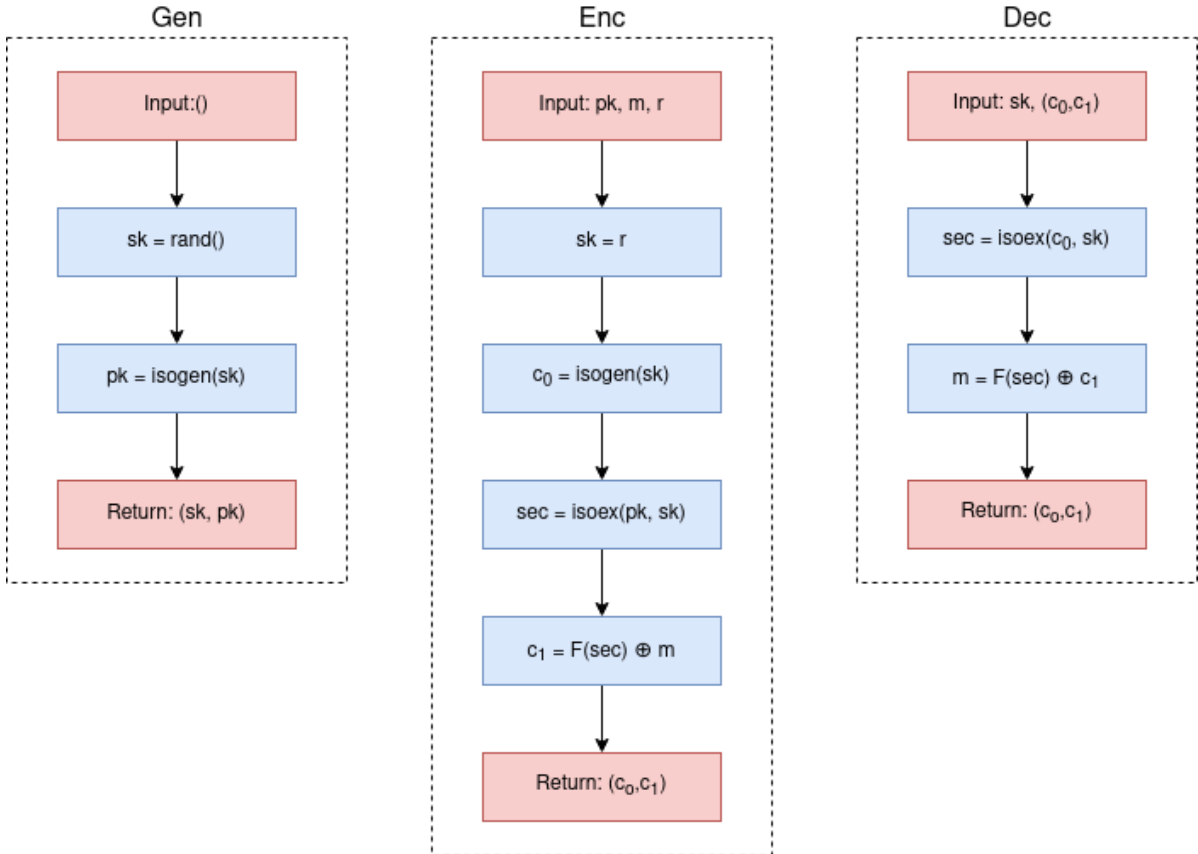 Gen
Input:()
sk = rand()
pk = isogen(sk)
Return: (sk, pk)
Enc
Input: pk, m, r
sk = r
c₀ = isogen(sk)
sec = isoex(pk, sk)
c₁ = F(sec) ⊕ m
Return: (cₒ,c₁)
Dec
Input: sk, (c₀,c₁)
sec = isoex(c₀, sk)
m = F(sec) ⊕ c₁
Return: (cₒ,c₁)